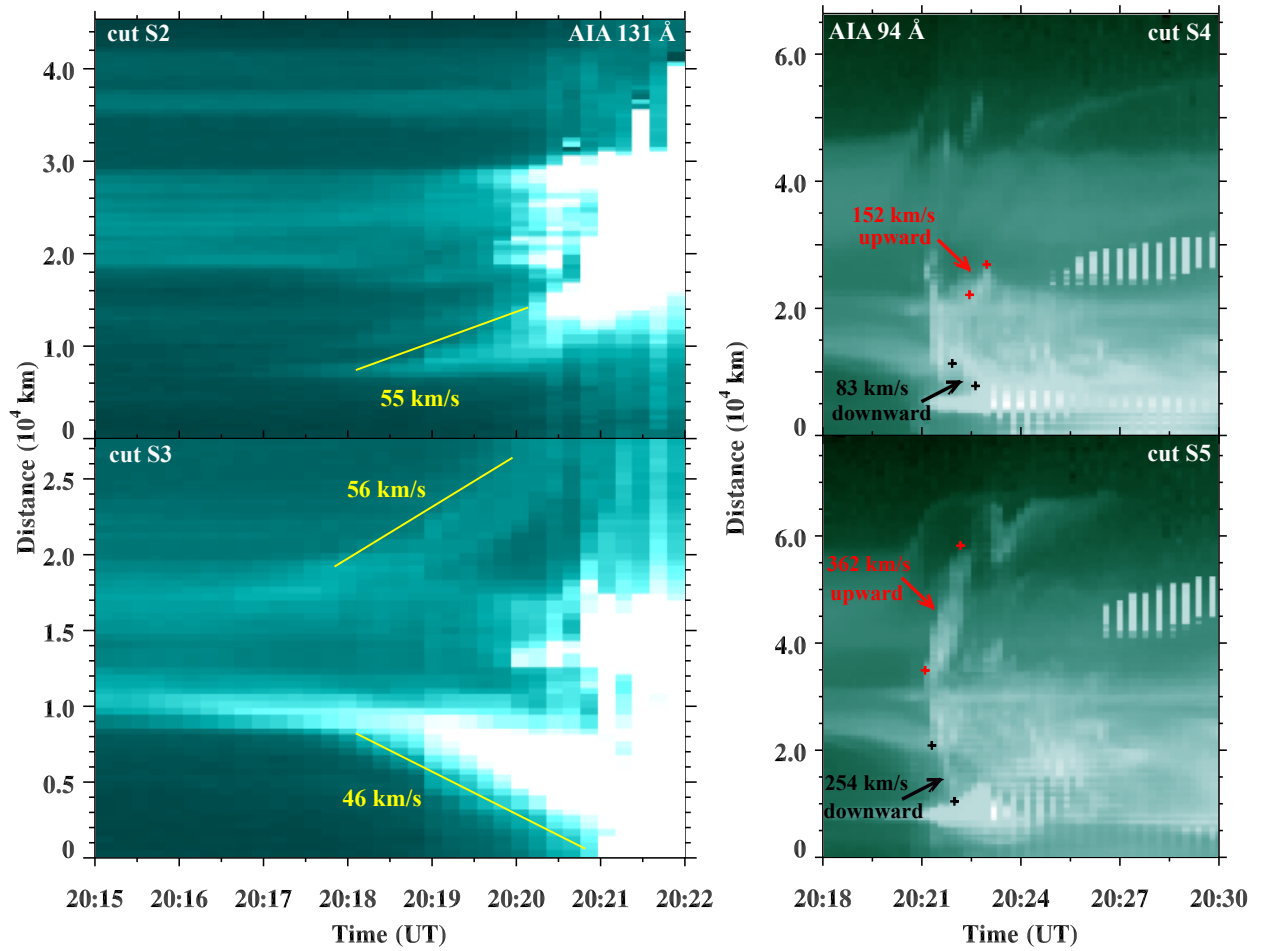 cut S2
AIA 131 Å
4.0
3.0
2.0
1.0
0
55 km/s
cut S3
2.5
2.0
1.5
1.0
0.5
0
56 km/s
46 km/s
Distance (10⁴ km)
20:15 20:16 20:17 20:18 20:19 20:20 20:21 20:22
Time (UT)
AIA 94 Å
cut S4
6.0
4.0
2.0
0
152 km/s
upward
83 km/s
downward
cut S5
6.0
4.0
2.0
0
362 km/s
upward
254 km/s
downward
Distance (10⁴ km)
20:18 20:21 20:24 20:27 20:30
Time (UT)